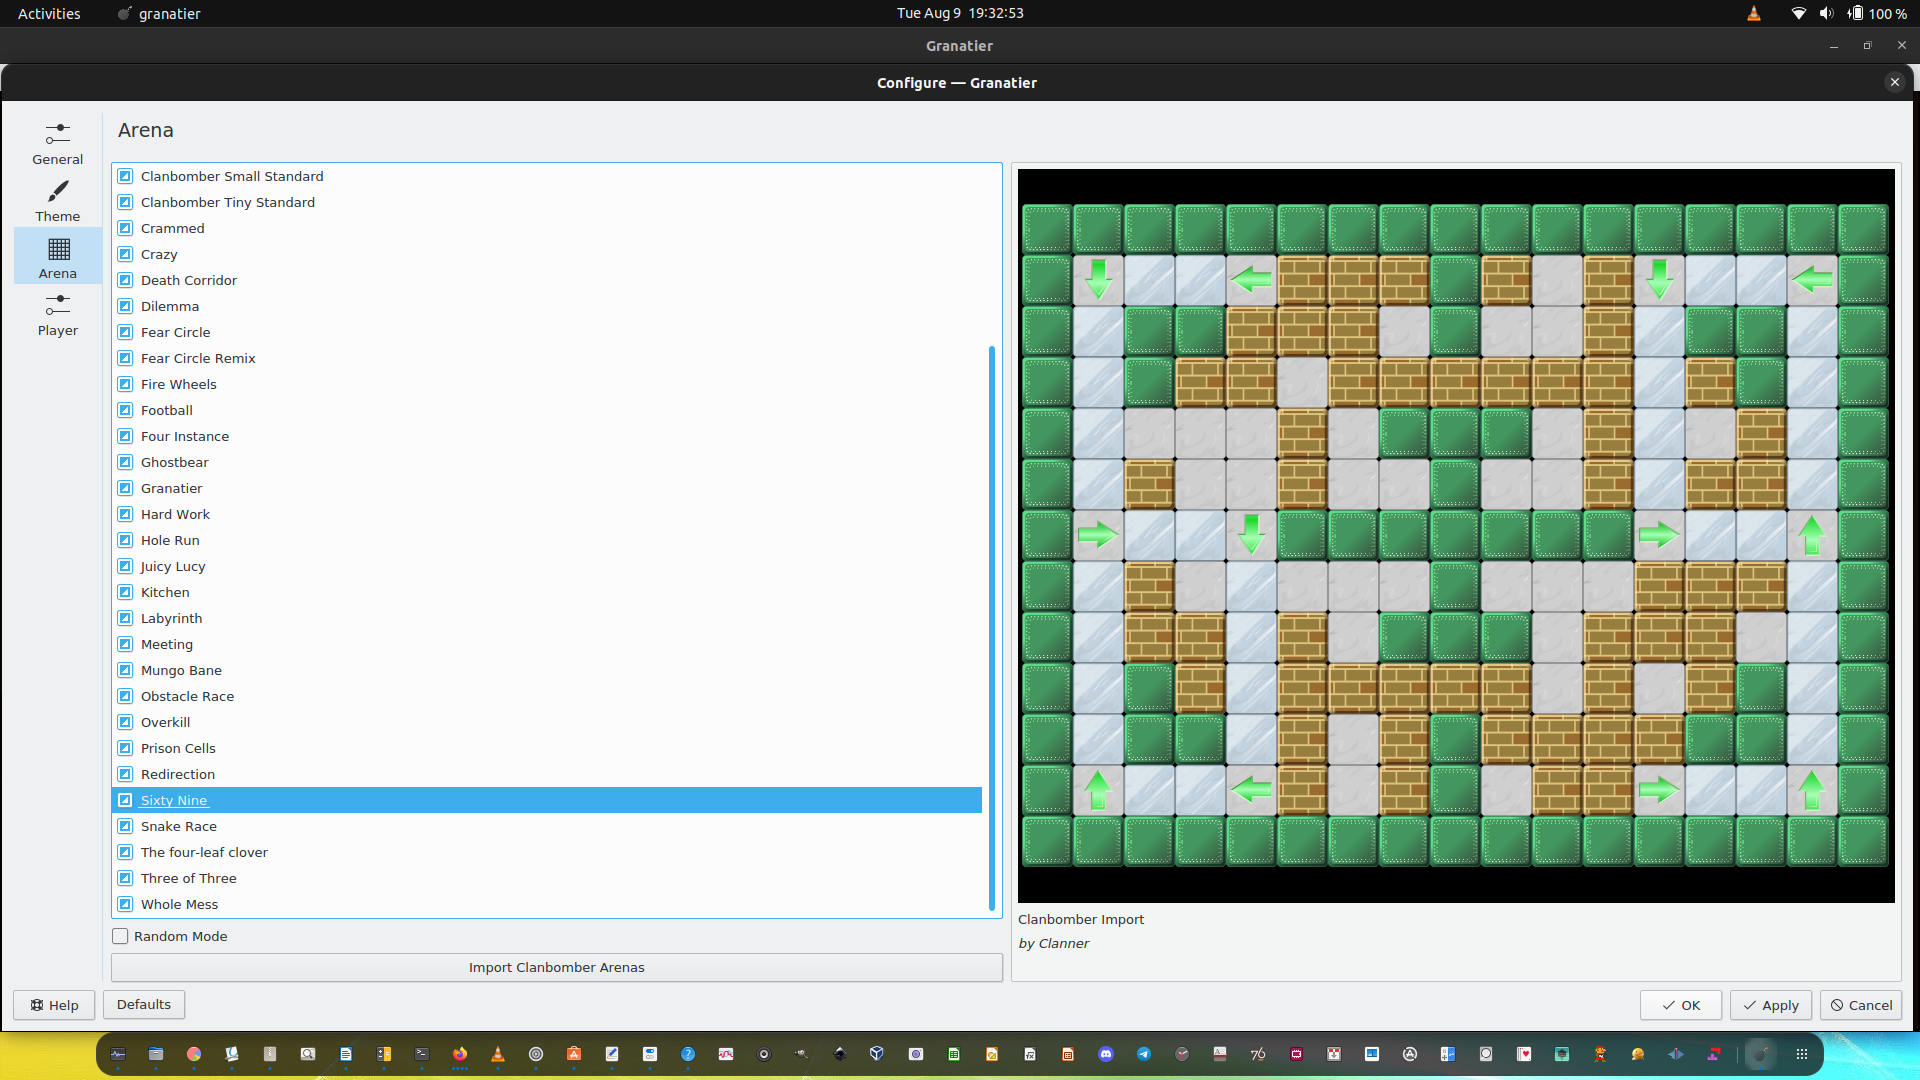 Activities
granatier
Tue Aug 9 19:32:53
100 %
Granatier
Configure — Granatier
General
Theme
Arena
Player
Arena
Clanbomber Small Standard
Clanbomber Tiny Standard
Crammed
Crazy
Death Corridor
Dilemma
Fear Circle
Fear Circle Remix
Fire Wheels
Football
Four Instance
Ghostbear
Granatier
Hard Work
Hole Run
Juicy Lucy
Kitchen
Labyrinth
Meeting
Mungo Bane
Obstacle Race
Overkill
Prison Cells
Redirection
Sixty Nine
Snake Race
The four-leaf clover
Three of Three
Whole Mess
Random Mode
Import Clanbomber Arenas
Clanbomber Import
by Clanner
Help
Defaults
OK
Apply
Cancel